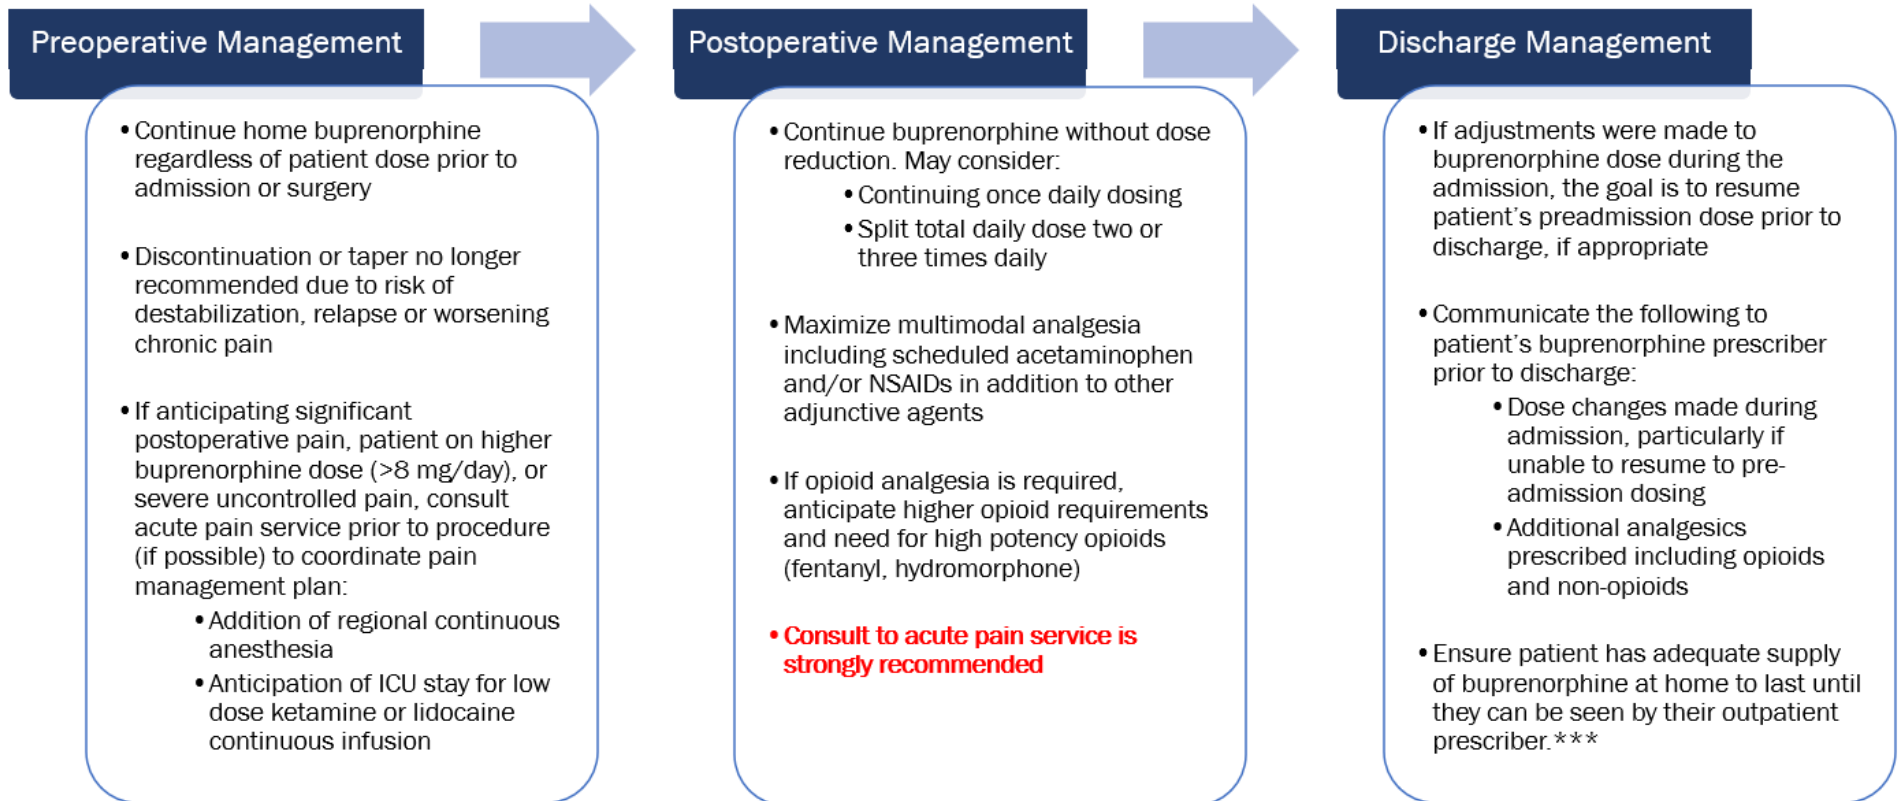 Preoperative Management
• Continue home buprenorphine
regardless of patient dose prior to
admission or surgery
• Discontinuation or taper no longer
recommended due to risk of
destabilization, relapse or worsening
chronic pain
• If anticipating significant
postoperative pain, patient on higher
buprenorphine dose (>8 mg/day), or
severe uncontrolled pain, consult
acute pain service prior to procedure
(if possible) to coordinate pain
management plan:
• Addition of regional continuous
anesthesia
• Anticipation of ICU stay for low
dose ketamine or lidocaine
continuous infusion
Postoperative Management
• Continue buprenorphine without dose
reduction. May consider:
• Continuing once daily dosing
• Split total daily dose two or
three times daily
• Maximize multimodal analgesia
including scheduled acetaminophen
and/or NSAIDs in addition to other
adjunctive agents
• If opioid analgesia is required,
anticipate higher opioid requirements
and need for high potency opioids
(fentanyl, hydromorphone)
• Consult to acute pain service is
strongly recommended
Discharge Management
• If adjustments were made to
buprenorphine dose during the
admission, the goal is to resume
patient's preadmission dose prior to
discharge, if appropriate
• Communicate the following to
patient's buprenorphine prescriber
prior to discharge:
• Dose changes made during
admission, particularly if
unable to resume to pre-
admission dosing
• Additional analgesics
prescribed including opioids
and non-opioids
• Ensure patient has adequate supply
of buprenorphine at home to last until
they can be seen by their outpatient
prescriber.***